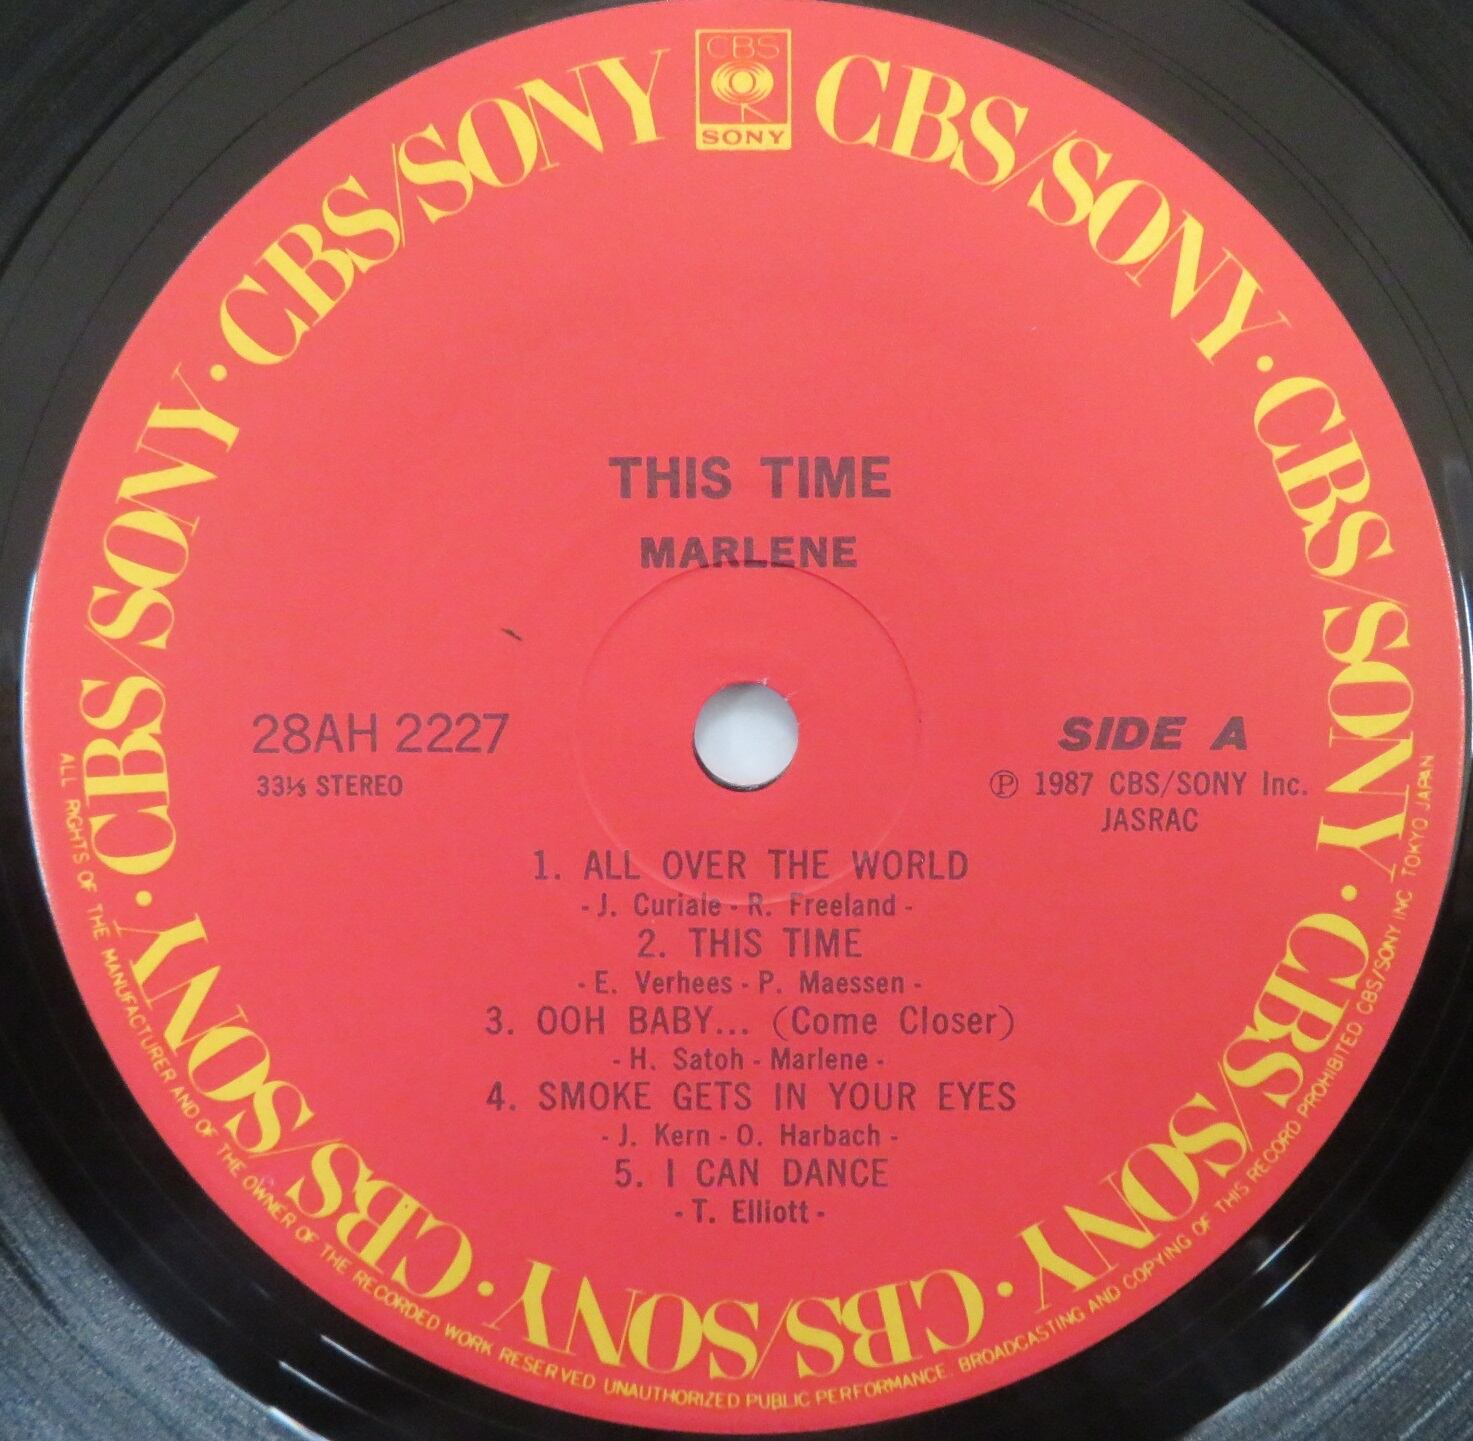 CBS
SONY
CBS/SONY · CBS/SONY · CBS/SONY · CBS/SONY · CBS/SONY · CBS/SONY · CBS/SONY
THIS TIME
MARLENE
28AH 2227
33⅓ STEREO
SIDE A
Ⓟ 1987 CBS/SONY Inc.
JASRAC
1. ALL OVER THE WORLD
- J. Curiale - R. Freeland -
2. THIS TIME
- E. Verhees - P. Maessen -
3. OOH BABY... (Come Closer)
- H. Satoh - Marlene -
4. SMOKE GETS IN YOUR EYES
- J. Kern - O. Harbach -
5. I CAN DANCE
- T. Elliott -
ALL RIGHTS OF THE MANUFACTURER AND OF THE OWNER OF THE RECORDED WORK RESERVED UNAUTHORIZED PUBLIC PERFORMANCE. BROADCASTING AND COPYING OF THIS RECORD PROHIBITED. CBS/SONY INC. TOKYO JAPAN